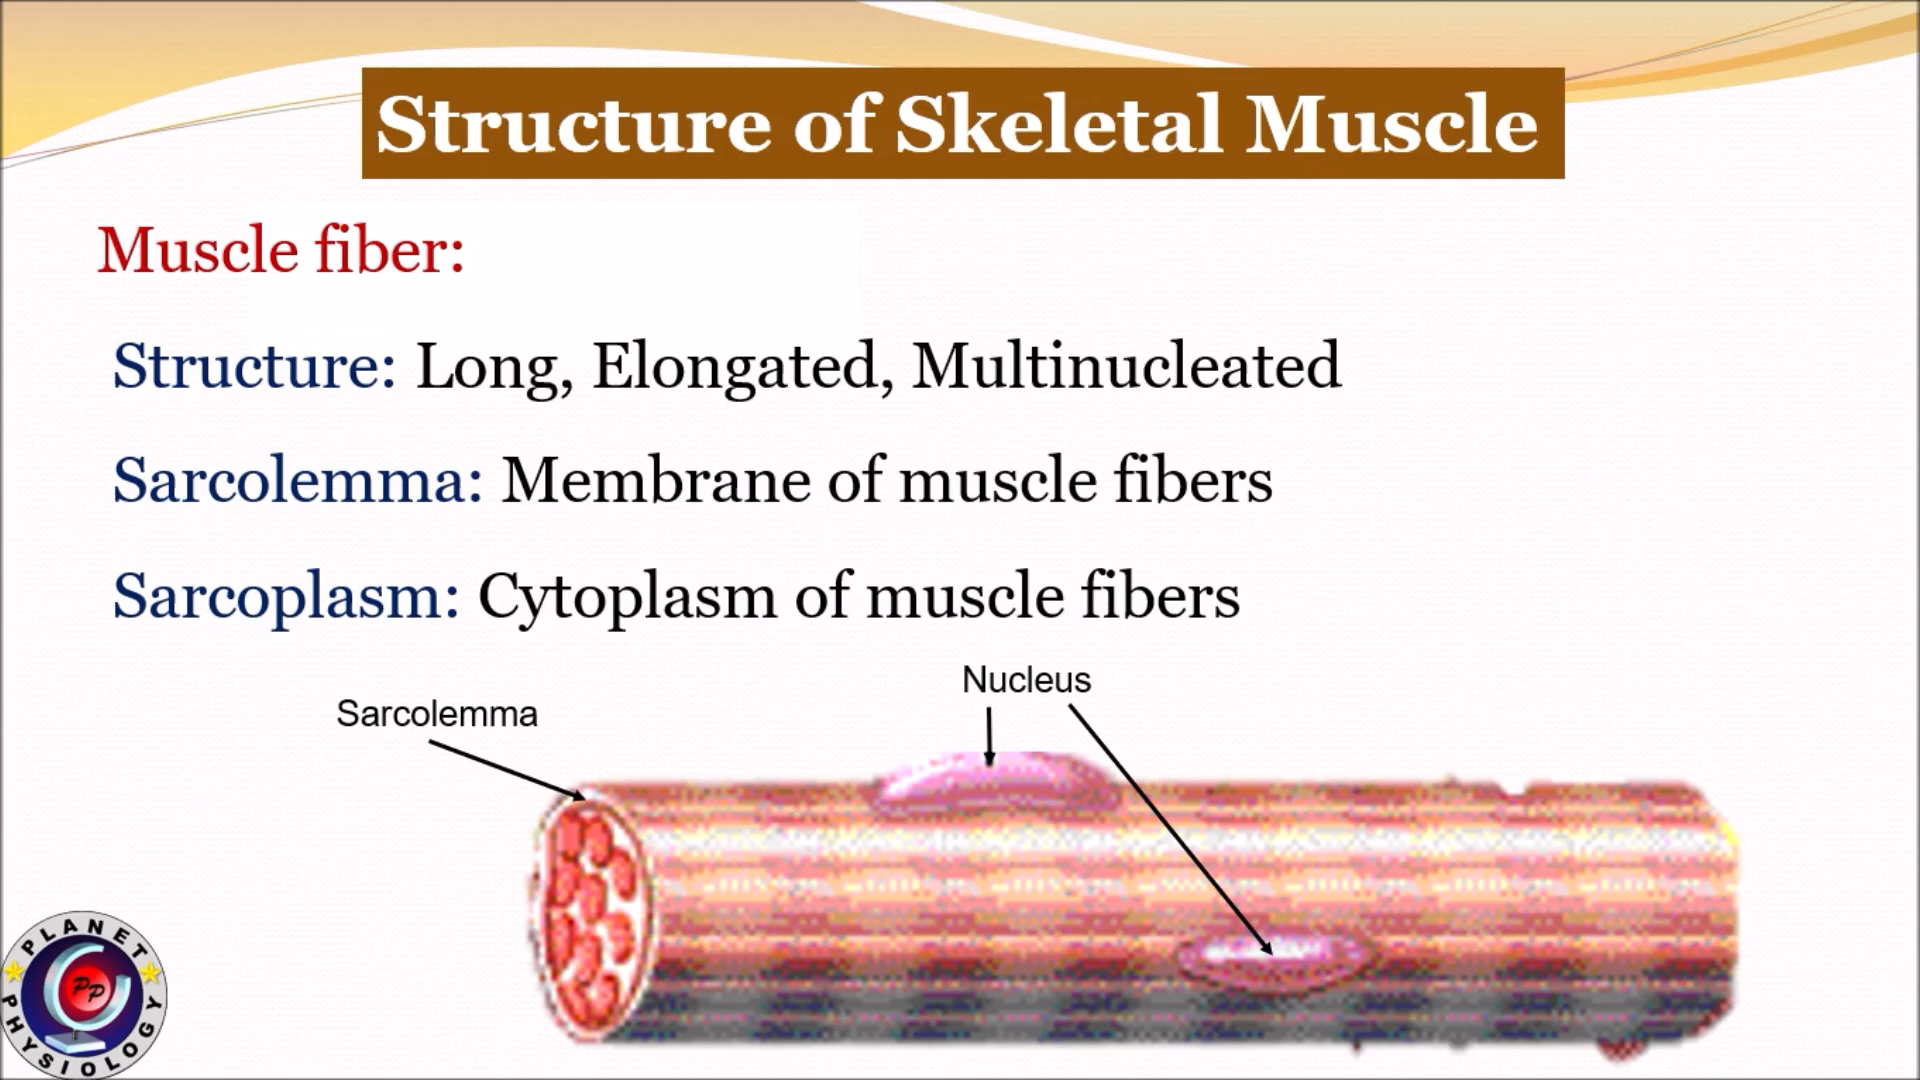 Structure of Skeletal Muscle
Muscle fiber:
Structure: Long, Elongated, Multinucleated
Sarcolemma: Membrane of muscle fibers
Sarcoplasm: Cytoplasm of muscle fibers
Nucleus
Sarcolemma
PLANET
PP
PHYSIOLOGY